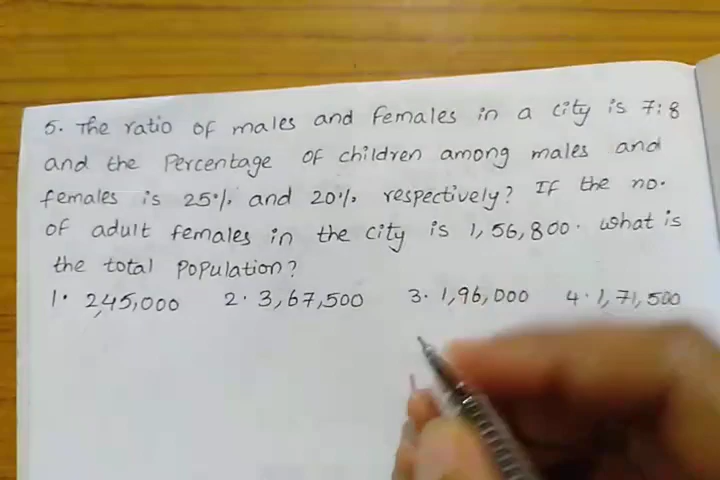 5. The ratio of males and females in a city is 7:8
and the Percentage of children among males and
females is 25% and 20% respectively? If the no.
of adult females in the city is 1,56,800. what is
the total population?
1. 2,45,000 2. 3,67,500 3. 1,96,000 4. 1,71,500